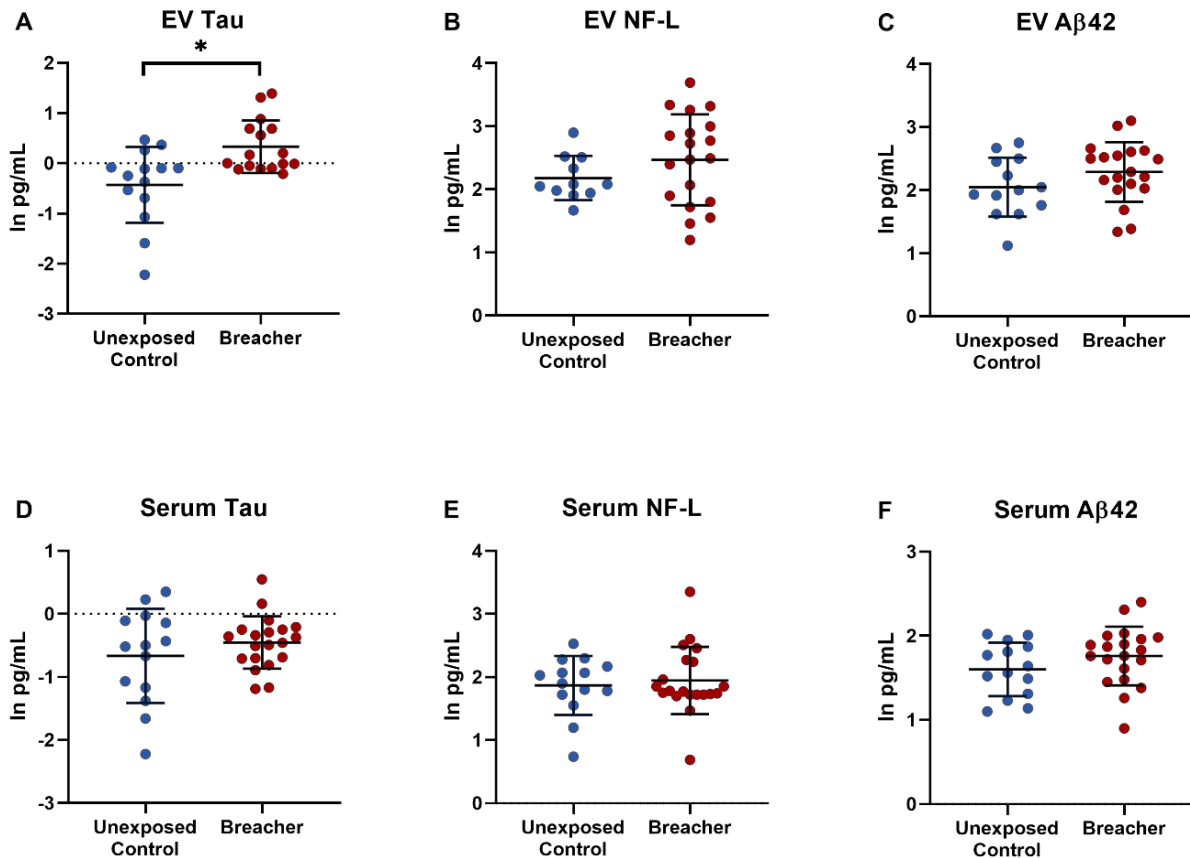 A
EV Tau
*
2
1
0
-1
-2
-3
ln pg/mL
Unexposed
Control
Breacher
B
EV NF-L
4
3
2
1
0
ln pg/mL
Unexposed
Control
Breacher
C
EV Aβ42
4
3
2
1
0
ln pg/mL
Unexposed
Control
Breacher
D
Serum Tau
1
0
-1
-2
-3
ln pg/mL
Unexposed
Control
Breacher
E
Serum NF-L
4
3
2
1
0
ln pg/mL
Unexposed
Control
Breacher
F
Serum Aβ42
3
2
1
0
ln pg/mL
Unexposed
Control
Breacher